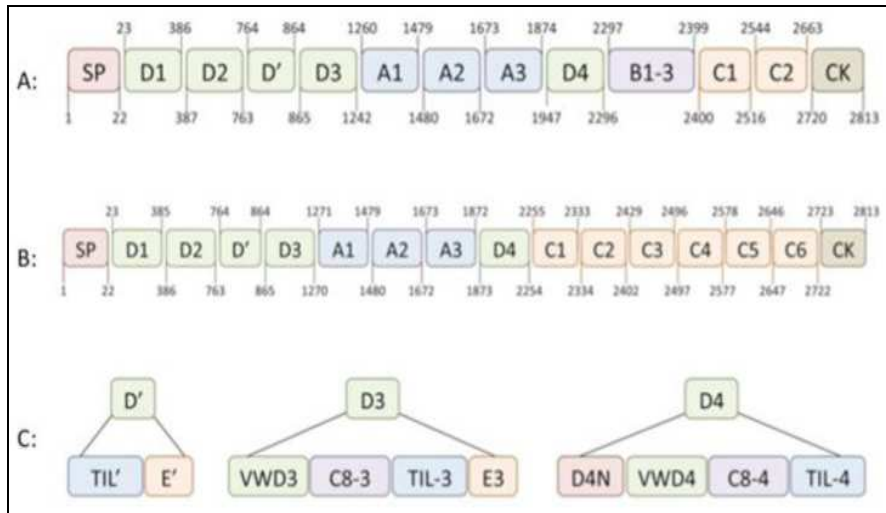 23 386 764 864 1260 1479 1673 1874 2297 2399 2544 2663
A: SP D1 D2 D′ D3 A1 A2 A3 D4 B1-3 C1 C2 CK
1 22 387 763 865 1242 1480 1672 1947 2296 2400 2516 2720 2813
23 385 764 864 1271 1479 1673 1872 2255 2333 2429 2496 2578 2646 2723 2813
B: SP D1 D2 D′ D3 A1 A2 A3 D4 C1 C2 C3 C4 C5 C6 CK
1 22 386 763 865 1270 1480 1672 1873 2254 2334 2402 2497 2577 2647 2722
D′ D3 D4
C:
TIL′ E′ VWD3 C8-3 TIL-3 E3 D4N VWD4 C8-4 TIL-4